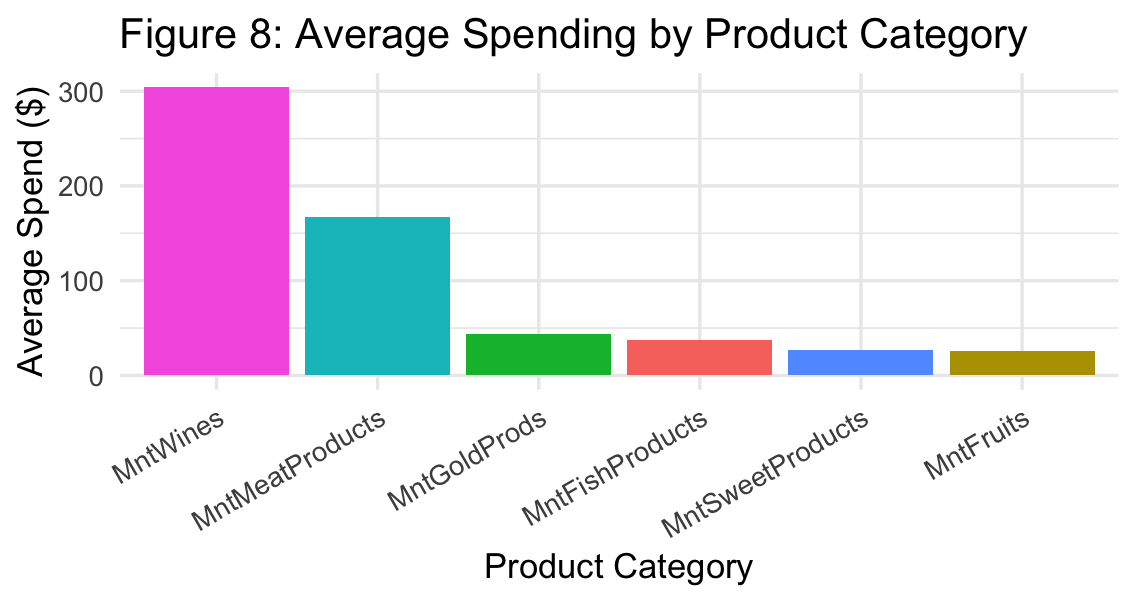 Figure 8: Average Spending by Product Category
Average Spend ($)
300
200
100
0
MntWines
MntMeatProducts
MntGoldProds
MntFishProducts
MntSweetProducts
MntFruits
Product Category